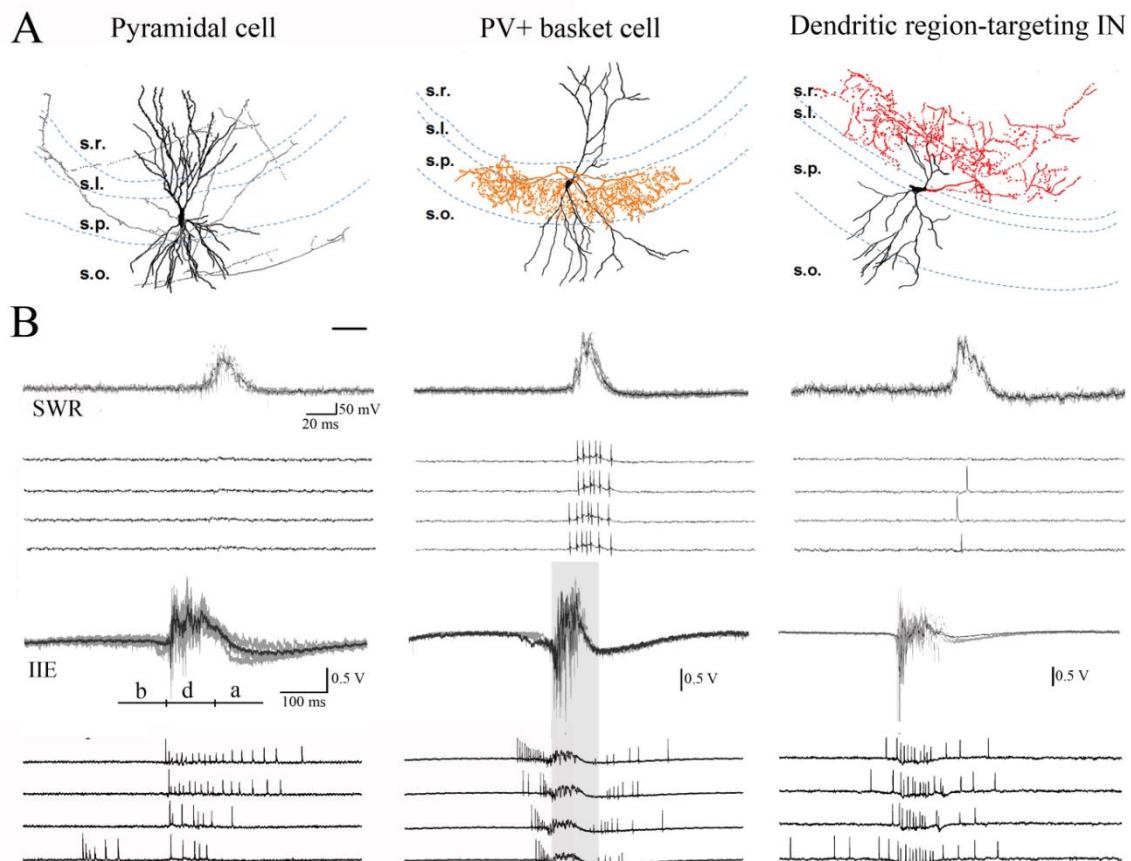 A
Pyramidal cell
PV+ basket cell
Dendritic region-targeting IN
s.r.
s.l.
s.p.
s.o.
s.r.
s.l.
s.p.
s.o.
s.r.
s.l.
s.p.
s.o.
B
SWR
50 mV
20 ms
IIE
b d a
0.5 V
100 ms
0.5 V
0.5 V